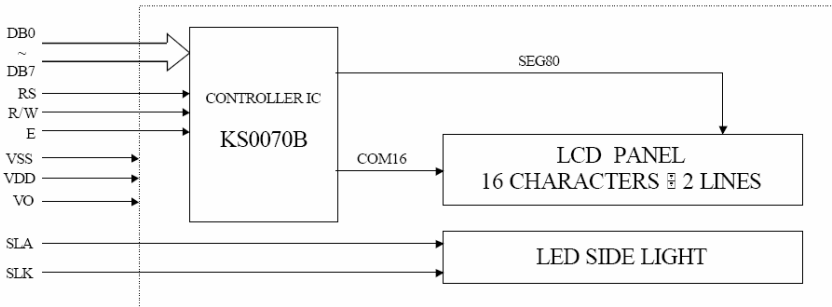 DB0
~
DB7
RS
R/W
E
VSS
VDD
VO
SLA
SLK
CONTROLLER IC
KS0070B
SEG80
COM16
LCD PANEL
16 CHARACTERS 2 LINES
LED SIDE LIGHT